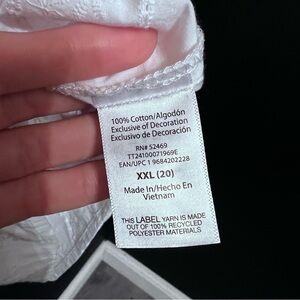 100% Cotton/Algodón
Exclusive of Decoration
Exclusivo de Decoración
RN# 52469
TT24100071969E
EAN/UPC 1 9684202228
XXL (20)
Made In/Hecho En
Vietnam
THIS LABEL YARN IS MADE
OUT OF 100% RECYCLED
POLYESTER MATERIALS